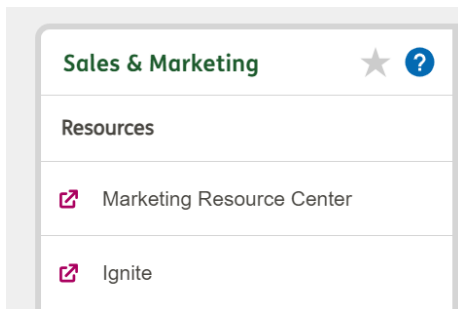 Sales & Marketing ?
Resources
Marketing Resource Center
Ignite